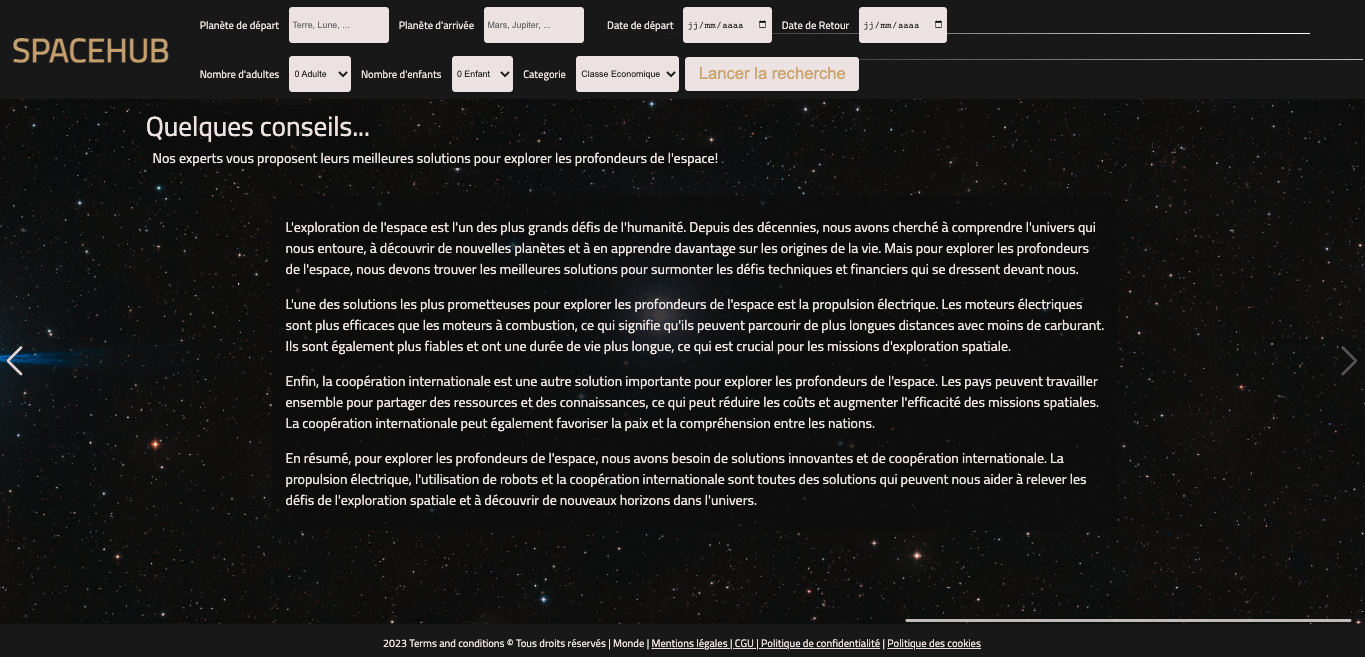 SPACEHUB
Planète de départ Terre, Lune, ... Planête d'arrivée Mars, Jupiter, ... Date de départ jj/mm/aaaa Date de Retour jj/mm/aaaa
Nombre d'adultes 0 Adulte Nombre d'enfants 0 Enfant Categorie Classe Economique Lancer la recherche
Quelques conseils...
Nos experts vous proposent leurs meilleures solutions pour explorer les profondeurs de l'espace!
L'exploration de l'espace est l'un des plus grands défis de l'humanité. Depuis des décennies, nous avons cherché à comprendre l'univers qui
nous entoure, à découvrir de nouvelles planètes et à en apprendre davantage sur les origines de la vie. Mais pour explorer les profondeurs
de l'espace, nous devons trouver les meilleures solutions pour surmonter les défis techniques et financiers qui se dressent devant nous.
L'une des solutions les plus prometteuses pour explorer les profondeurs de l'espace est la propulsion électrique. Les moteurs électriques
sont plus efficaces que les moteurs à combustion, ce qui signifie qu'ils peuvent parcourir de plus longues distances avec moins de carburant.
Ils sont également plus fiables et ont une durée de vie plus longue, ce qui est crucial pour les missions d'exploration spatiale.
Enfin, la coopération internationale est une autre solution importante pour explorer les profondeurs de l'espace. Les pays peuvent travailler
ensemble pour partager des ressources et des connaissances, ce qui peut réduire les coûts et augmenter l'efficacité des missions spatiales.
La coopération internationale peut également favoriser la paix et la compréhension entre les nations.
En résumé, pour explorer les profondeurs de l'espace, nous avons besoin de solutions innovantes et de coopération internationale. La
propulsion électrique, l'utilisation de robots et la coopération internationale sont toutes des solutions qui peuvent nous aider à relever les
défis de l'exploration spatiale et à découvrir de nouveaux horizons dans l'univers.
2023 Terms and conditions © Tous droits réservés | Monde | Mentions légales | CGU | Politique de confidentialité | Politique des cookies